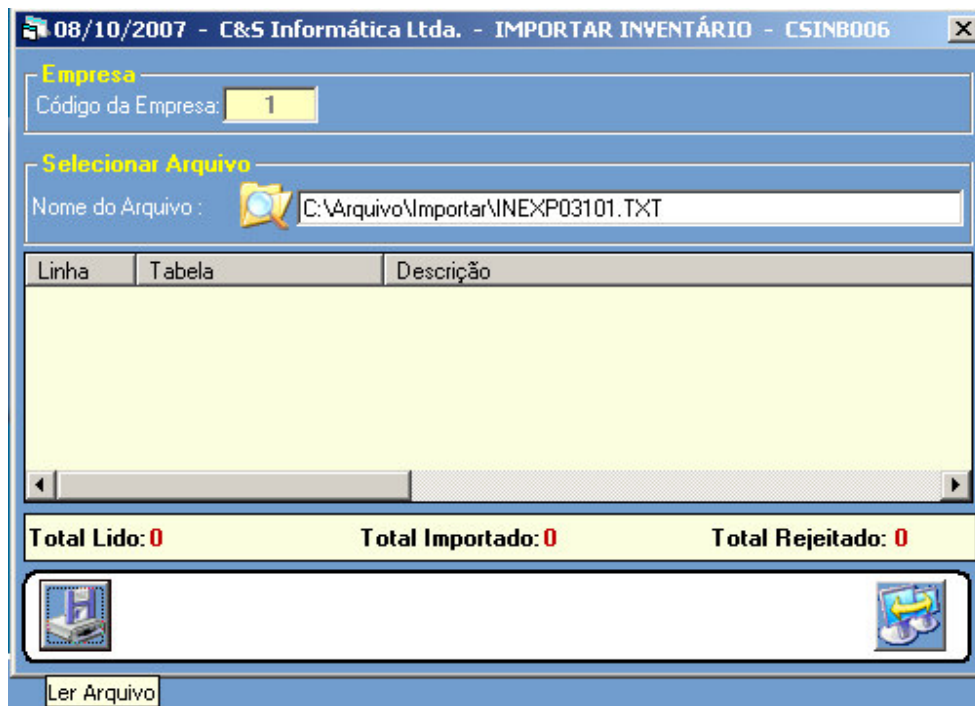 08/10/2007 - C&S Informática Ltda. - IMPORTAR INVENTÁRIO - CSINB006
Empresa
Código da Empresa: 1
Selecionar Arquivo
Nome do Arquivo : C:\Arquivo\Importar\INEXP03101.TXT
Linha Tabela Descrição
Total Lido: 0 Total Importado: 0 Total Rejeitado: 0
Ler Arquivo